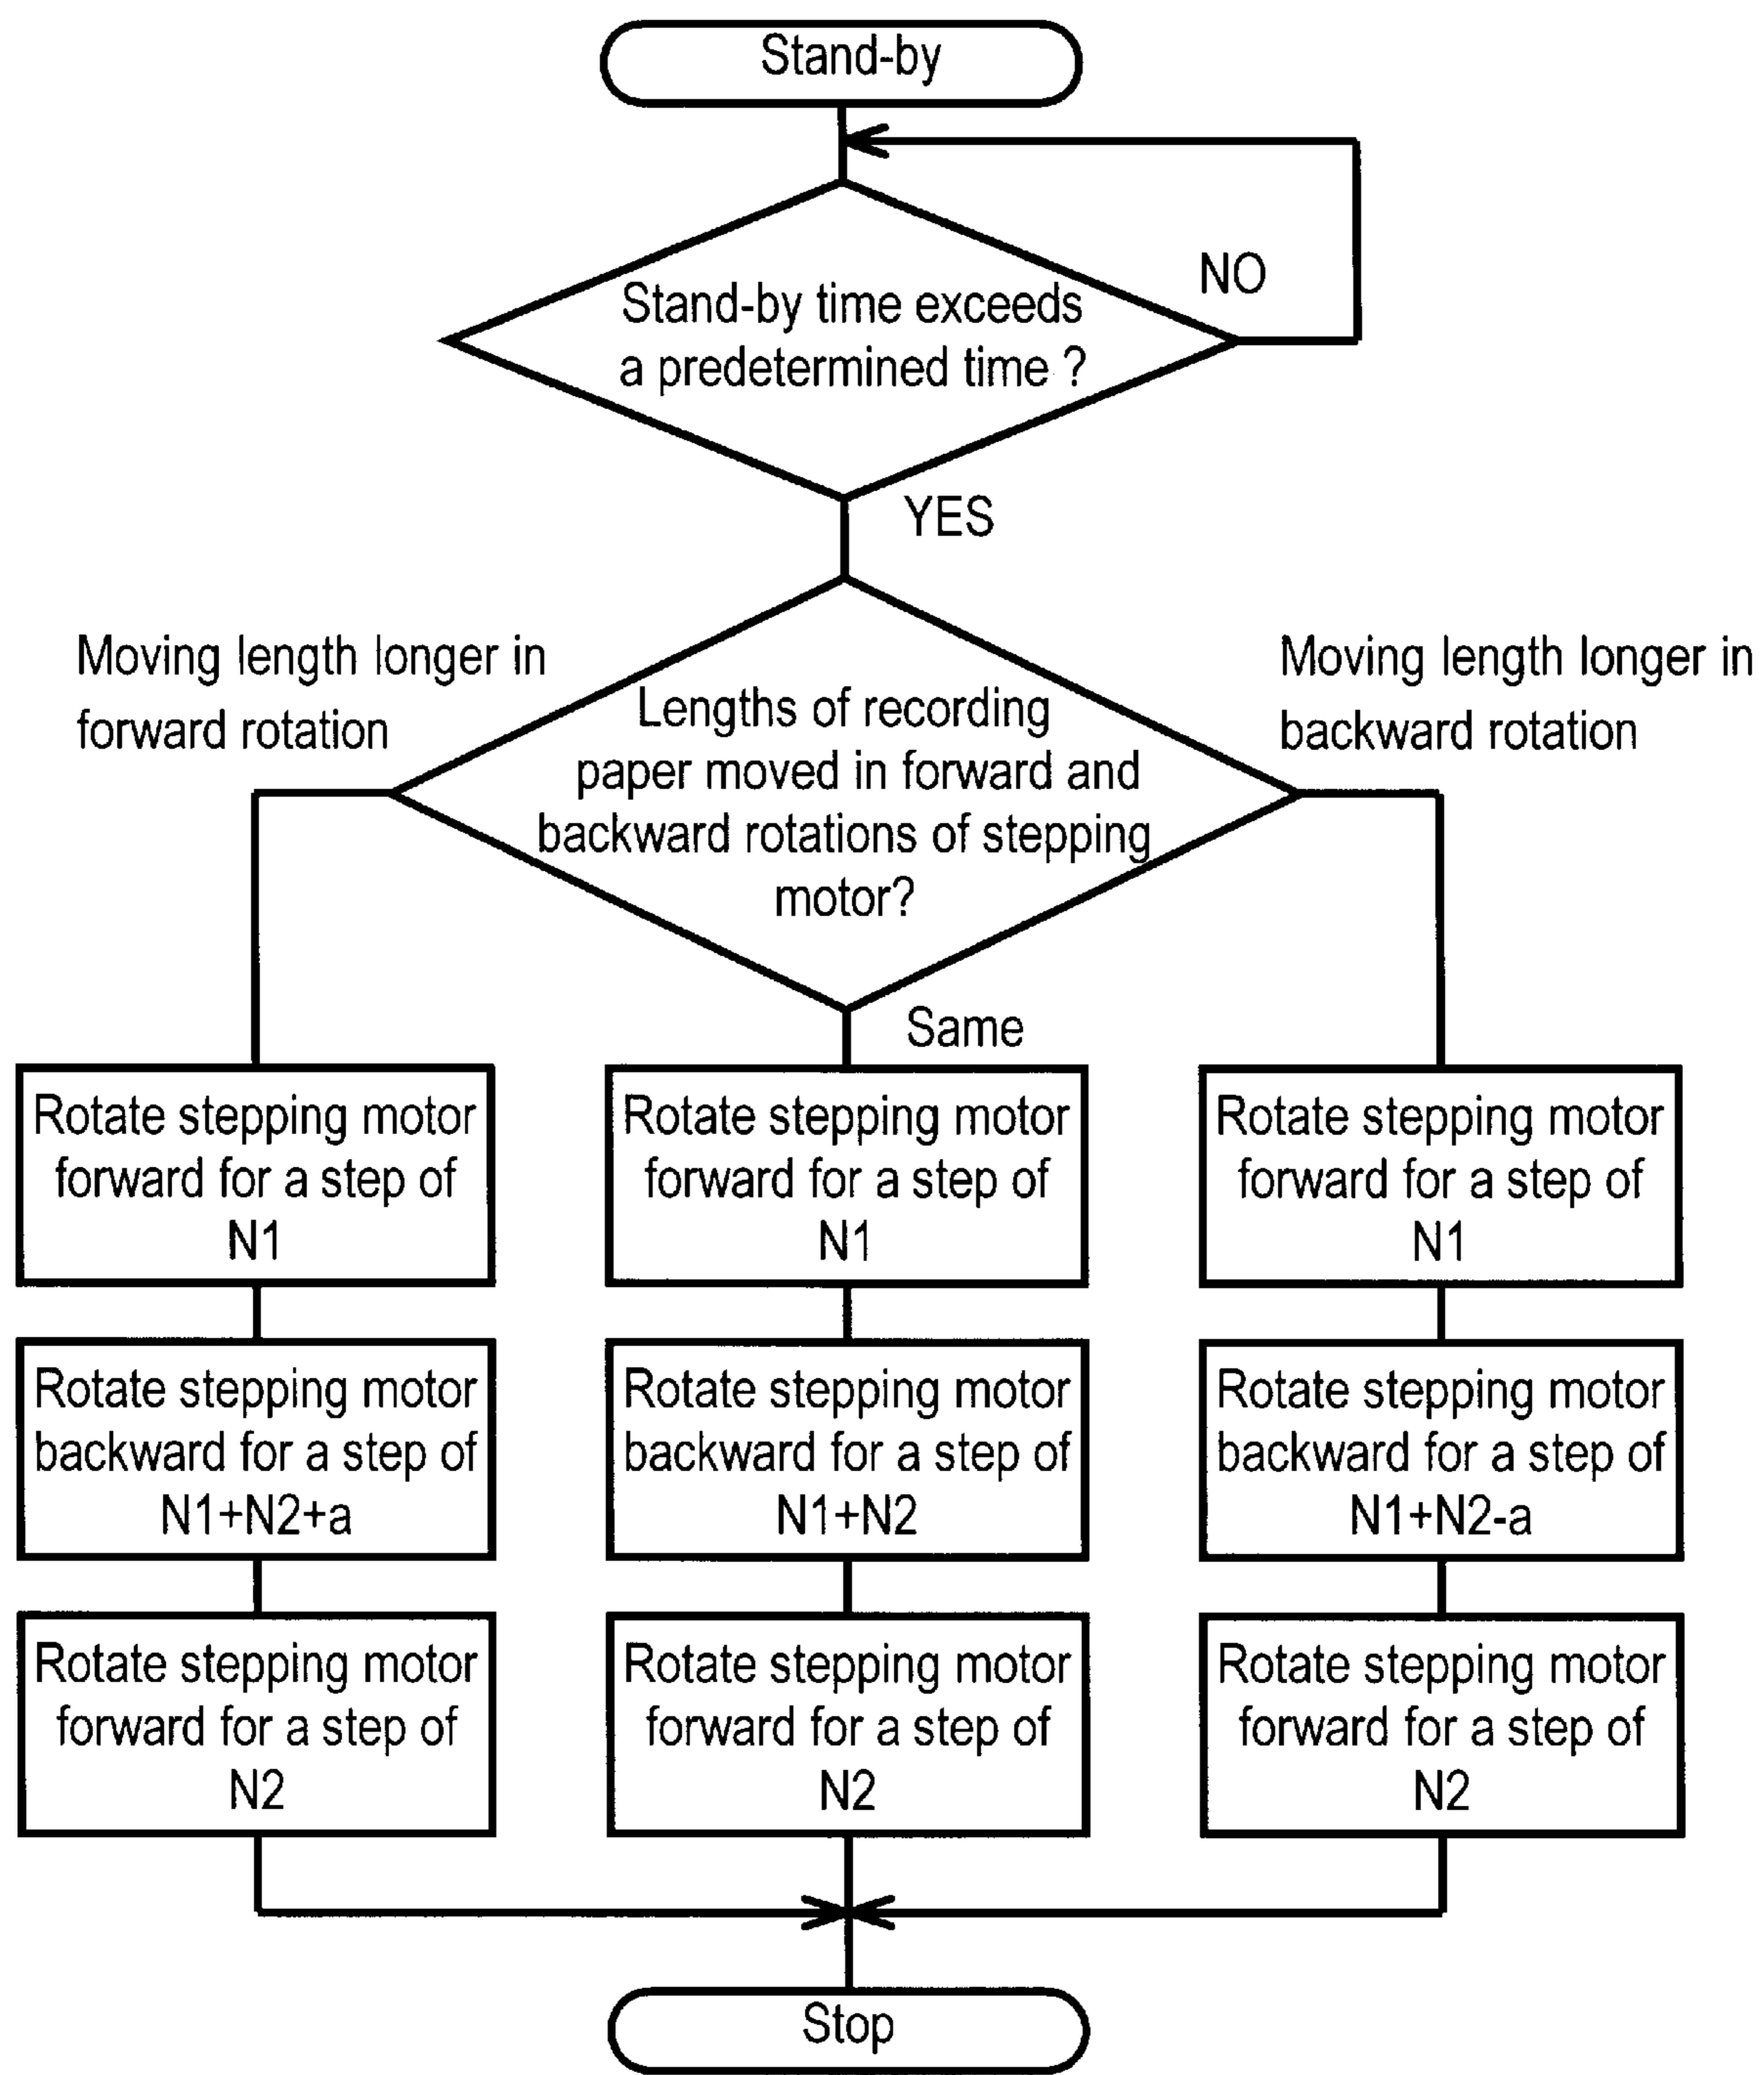 Stand-by
NO
Stand-by time exceeds
a predetermined time ?
YES
Moving length longer in
forward rotation
Moving length longer in
backward rotation
Lengths of recording
paper moved in forward and
backward rotations of stepping
motor?
Same
Rotate stepping motor
forward for a step of
N1
Rotate stepping motor
forward for a step of
N1
Rotate stepping motor
forward for a step of
N1
Rotate stepping motor
backward for a step of
N1+N2+a
Rotate stepping motor
backward for a step of
N1+N2
Rotate stepping motor
backward for a step of
N1+N2-a
Rotate stepping motor
forward for a step of
N2
Rotate stepping motor
forward for a step of
N2
Rotate stepping motor
forward for a step of
N2
Stop